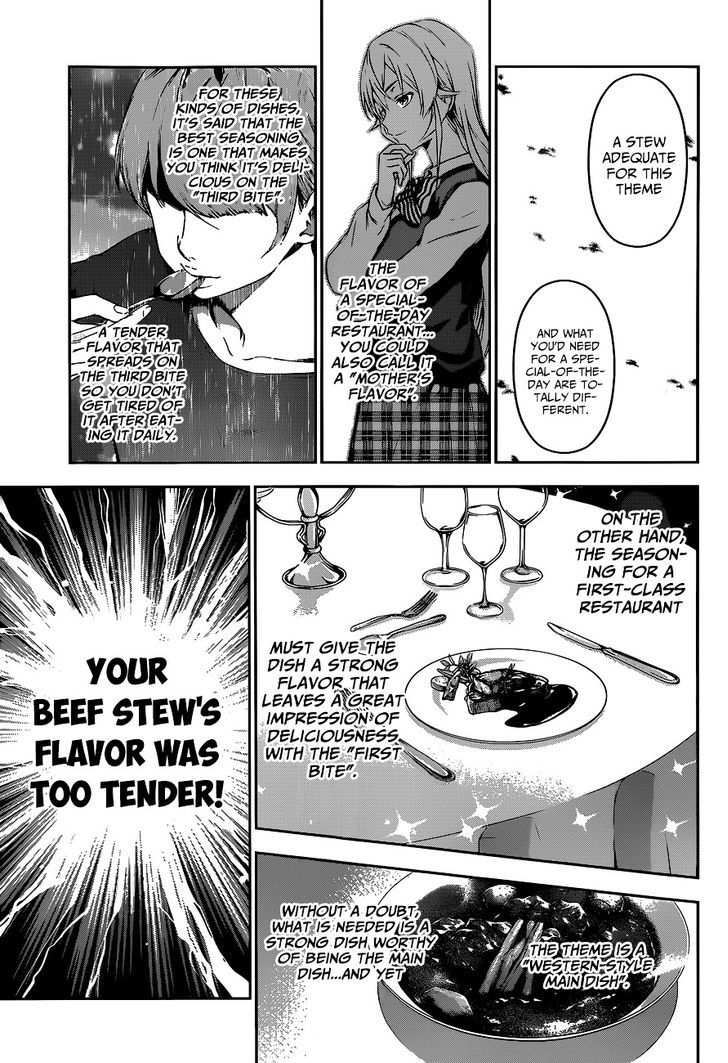 A STEW
ADEQUATE
FOR THIS
THEME
AND WHAT
YOU'D NEED
FOR A SPE-
CIAL-OF-THE-
DAY ARE TO-
TALLY DIF-
FERENT.
THE
FLAVOR OF
A SPECIAL-
OF-THE-DAY
RESTAURANT...
YOU COULD
ALSO CALL IT
A "MOTHER'S
FLAVOR".
FOR THESE
KINDS OF DISHES,
IT'S SAID THAT THE
BEST SEASONING
IS ONE THAT MAKES
YOU THINK IT'S DELI-
CIOUS ON THE
"THIRD BITE".
A TENDER
FLAVOR THAT
SPREADS ON
THE THIRD BITE
SO YOU DON'T
GET TIRED OF
IT AFTER EAT-
ING IT DAILY.
ON THE
OTHER HAND,
THE SEASON-
ING FOR A
FIRST-CLASS
RESTAURANT
MUST GIVE THE
DISH A STRONG
FLAVOR THAT
LEAVES A GREAT
IMPRESSION OF
DELICIOUSNESS
WITH THE "FIRST
BITE".
THE THEME IS A
"WESTERN-STYLE
MAIN DISH".
WITHOUT A DOUBT,
WHAT IS NEEDED IS A
STRONG DISH WORTHY
OF BEING THE MAIN
DISH...AND YET
YOUR
BEEF STEW'S
FLAVOR WAS
TOO TENDER!